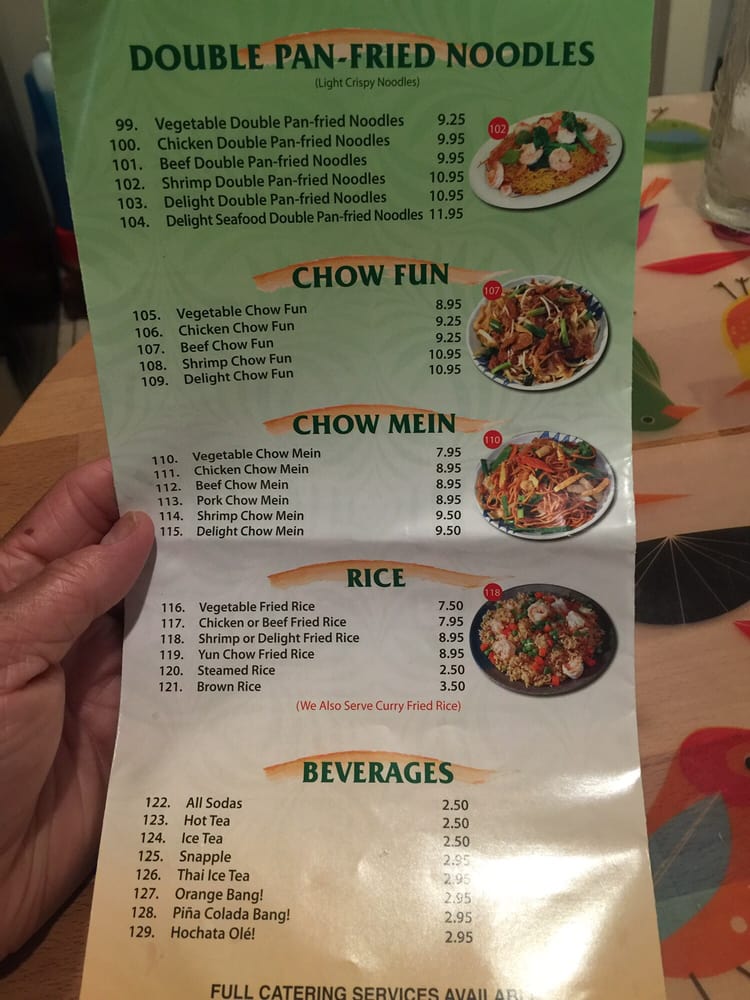 DOUBLE PAN-FRIED NOODLES
(Light Crispy Noodles)
99. Vegetable Double Pan-fried Noodles 9.25
100. Chicken Double Pan-fried Noodles 9.95
101. Beef Double Pan-fried Noodles 9.95
102. Shrimp Double Pan-fried Noodles 10.95
103. Delight Double Pan-fried Noodles 10.95
104. Delight Seafood Double Pan-fried Noodles 11.95
102
CHOW FUN
105. Vegetable Chow Fun 8.95
106. Chicken Chow Fun 9.25
107. Beef Chow Fun 9.25
108. Shrimp Chow Fun 10.95
109. Delight Chow Fun 10.95
107
CHOW MEIN
110. Vegetable Chow Mein 7.95
111. Chicken Chow Mein 8.95
112. Beef Chow Mein 8.95
113. Pork Chow Mein 8.95
114. Shrimp Chow Mein 9.50
115. Delight Chow Mein 9.50
110
RICE
116. Vegetable Fried Rice 7.50
117. Chicken or Beef Fried Rice 7.95
118. Shrimp or Delight Fried Rice 8.95
119. Yun Chow Fried Rice 8.95
120. Steamed Rice 2.50
121. Brown Rice 3.50
118
(We Also Serve Curry Fried Rice)
BEVERAGES
122. All Sodas 2.50
123. Hot Tea 2.50
124. Ice Tea 2.50
125. Snapple 2.95
126. Thai Ice Tea 2.95
127. Orange Bang! 2.95
128. Piña Colada Bang! 2.95
129. Hochata Olé! 2.95
FULL CATERING SERVICES